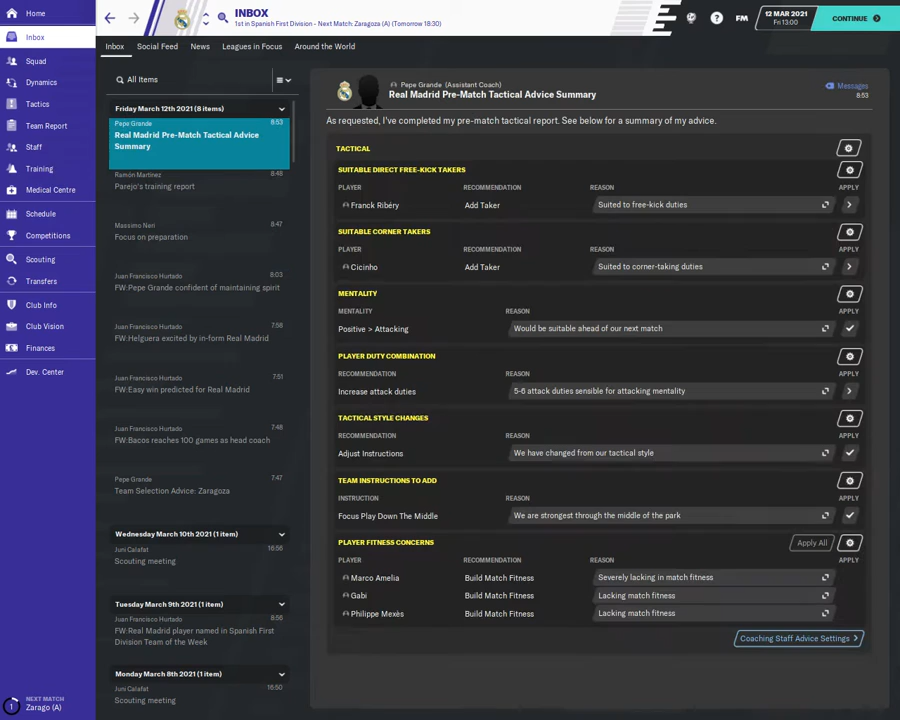 Home
Inbox
Squad
Dynamics
Tactics
Team Report
Staff
Training
Medical Centre
Schedule
Competitions
Scouting
Transfers
Club Info
Club Vision
Finances
Dev. Center
1
NEXT MATCH
Zarago (A)
INBOX
1st in Spanish First Division - Next Match: Zaragoza (A) (Tomorrow 18:30)
?
FM
12 MAR 2021
Fri 13:00
CONTINUE
Inbox
Social Feed
News
Leagues in Focus
Around the World
All Items
Friday March 12th 2021 (8 items)
Pepe Grande 8:53
Real Madrid Pre-Match Tactical Advice
Summary
Ramón Martínez 8:48
Parejo's training report
Massimo Neri 8:47
Focus on preparation
Juan Francisco Hurtado 8:03
FW:Pepe Grande confident of maintaining spirit
Juan Francisco Hurtado 7:58
FW:Helguera excited by in-form Real Madrid
Juan Francisco Hurtado 7:51
FW:Easy win predicted for Real Madrid
Juan Francisco Hurtado 7:48
FW:Bacos reaches 100 games as head coach
Pepe Grande 7:47
Team Selection Advice: Zaragoza
Wednesday March 10th 2021 (1 item)
Juni Calafat 16:56
Scouting meeting
Tuesday March 9th 2021 (1 item)
Juan Francisco Hurtado 8:56
FW:Real Madrid player named in Spanish First
Division Team of the Week
Monday March 8th 2021 (1 item)
Juni Calafat 16:50
Scouting meeting
Pepe Grande (Assistant Coach)
Real Madrid Pre-Match Tactical Advice Summary
Messages
8:53
As requested, I've completed my pre-match tactical report. See below for a summary of my advice.
TACTICAL
SUITABLE DIRECT FREE-KICK TAKERS
PLAYER RECOMMENDATION REASON APPLY
Franck Ribéry Add Taker Suited to free-kick duties
SUITABLE CORNER TAKERS
PLAYER RECOMMENDATION REASON APPLY
Cicinho Add Taker Suited to corner-taking duties
MENTALITY
MENTALITY REASON APPLY
Positive > Attacking Would be suitable ahead of our next match
PLAYER DUTY COMBINATION
RECOMMENDATION REASON APPLY
Increase attack duties 5-6 attack duties sensible for attacking mentality
TACTICAL STYLE CHANGES
RECOMMENDATION REASON APPLY
Adjust Instructions We have changed from our tactical style
TEAM INSTRUCTIONS TO ADD
INSTRUCTION REASON APPLY
Focus Play Down The Middle We are strongest through the middle of the park
PLAYER FITNESS CONCERNS Apply All
PLAYER RECOMMENDATION REASON APPLY
Marco Amelia Build Match Fitness Severely lacking in match fitness
Gabi Build Match Fitness Lacking match fitness
Philippe Mexès Build Match Fitness Lacking match fitness
Coaching Staff Advice Settings